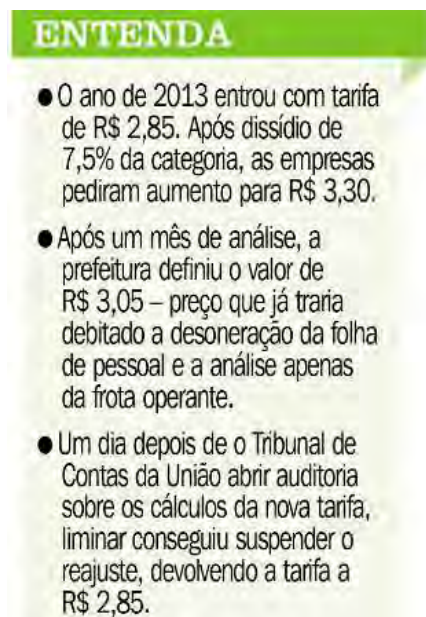 ENTENDA
● O ano de 2013 entrou com tarifa
de R$ 2,85. Após dissídio de
7,5% da categoria, as empresas
pediram aumento para R$ 3,30.
● Após um mês de análise, a
prefeitura definiu o valor de
R$ 3,05 – preço que já traria
debitado a desoneração da folha
de pessoal e a análise apenas
da frota operante.
● Um dia depois de o Tribunal de
Contas da União abrir auditoria
sobre os cálculos da nova tarifa,
liminar conseguiu suspender o
reajuste, devolvendo a tarifa a
R$ 2,85.